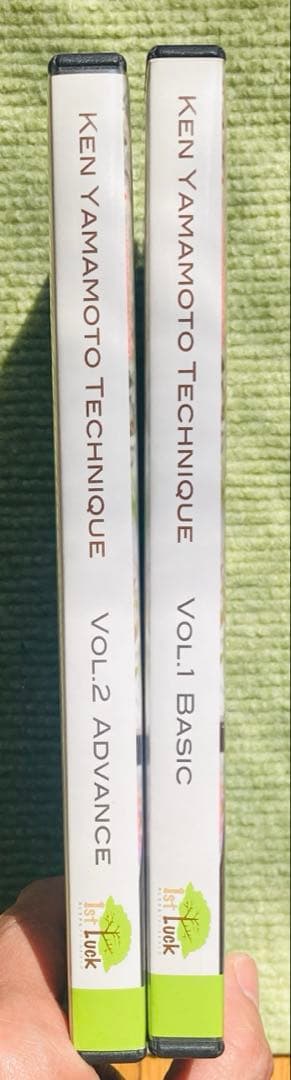 KEN YAMAMOTO TECHNIQUE VOL.2 ADVANCE
1st Luck
KEN YAMAMOTO TECHNIQUE VOL.1 BASIC
1st Luck